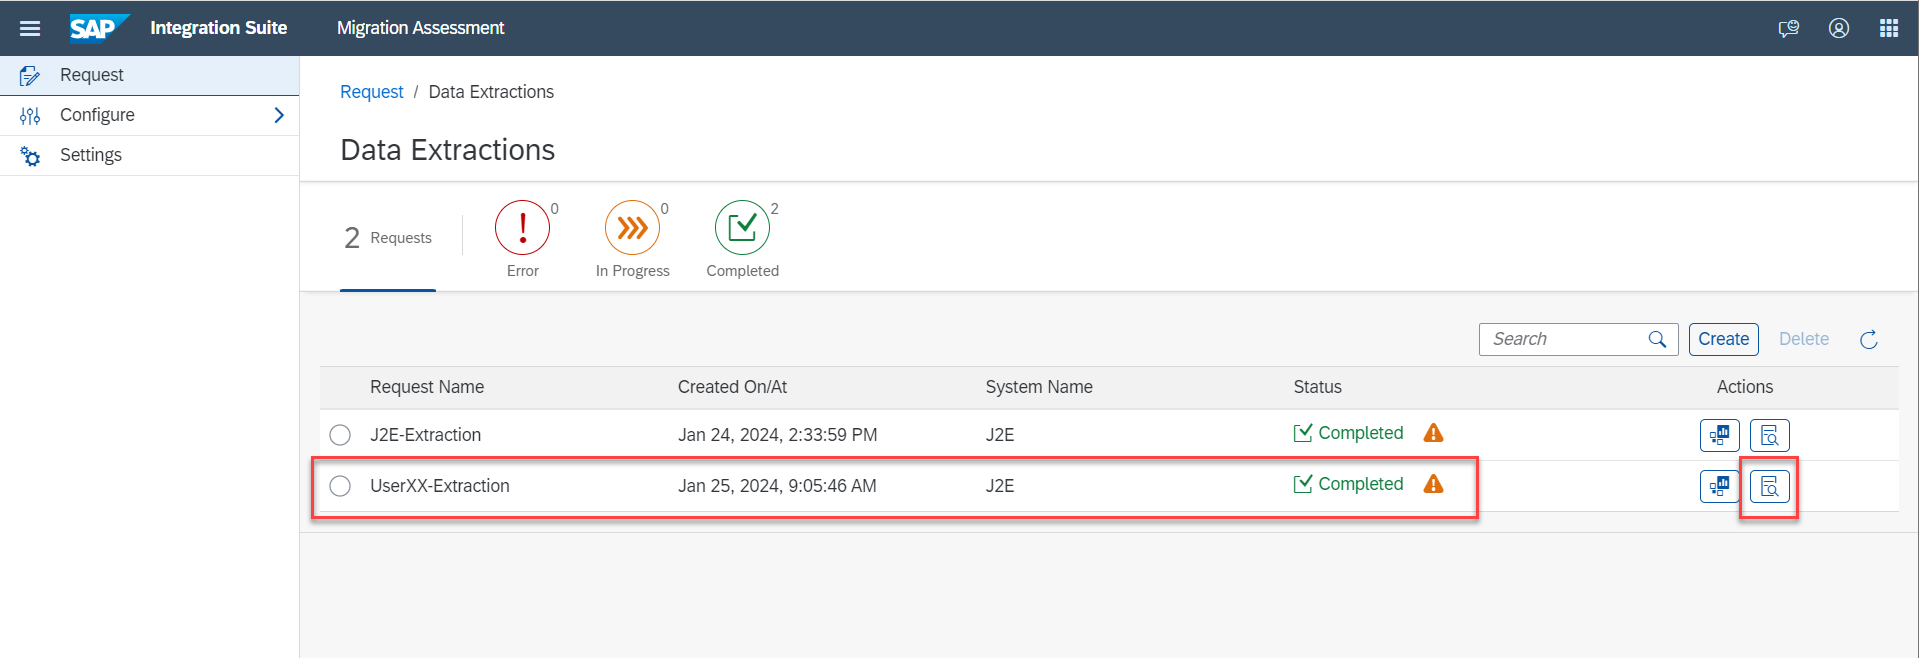 SAP Integration Suite Migration Assessment
Request
Configure
Settings
Request / Data Extractions
Data Extractions
2 Requests
0
Error
0
In Progress
2
Completed
Search Create Delete
Request Name Created On/At System Name Status Actions
J2E-Extraction Jan 24, 2024, 2:33:59 PM J2E Completed
UserXX-Extraction Jan 25, 2024, 9:05:46 AM J2E Completed